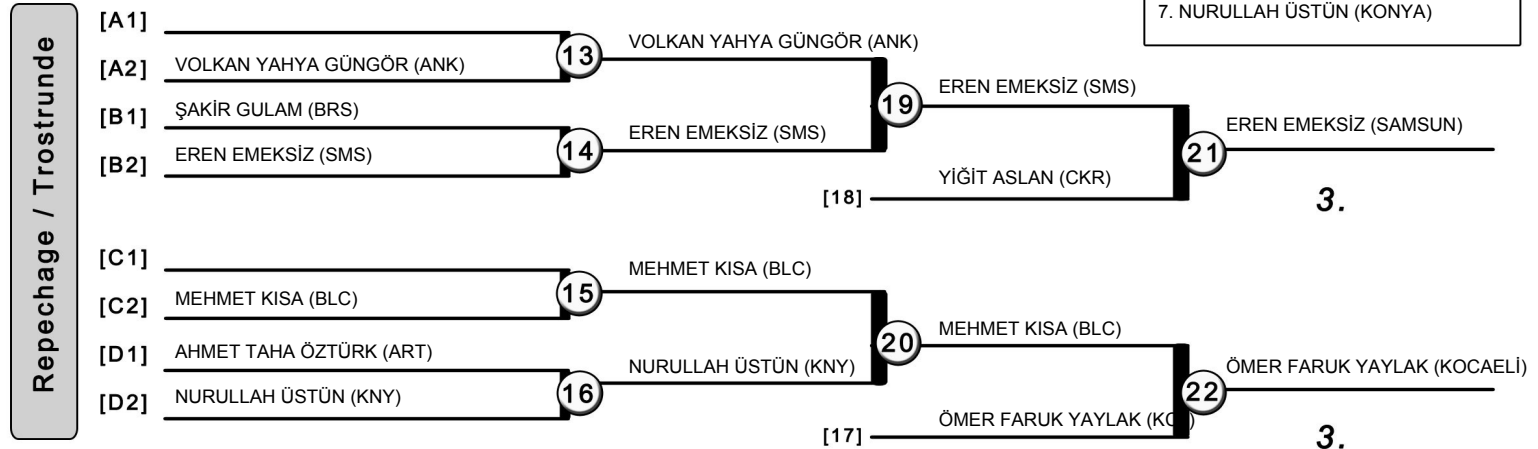 7. NURULLAH ÜSTÜN (KONYA)
Repechage / Trostrunde
[A1]
[A2] VOLKAN YAHYA GÜNGÖR (ANK)
13
VOLKAN YAHYA GÜNGÖR (ANK)
[B1] ŞAKİR GULAM (BRS)
[B2] EREN EMEKSİZ (SMS)
14
EREN EMEKSİZ (SMS)
19
EREN EMEKSİZ (SMS)
[18] YİĞİT ASLAN (CKR)
21
EREN EMEKSİZ (SAMSUN)
3.
[C1]
[C2] MEHMET KISA (BLC)
15
MEHMET KISA (BLC)
[D1] AHMET TAHA ÖZTÜRK (ART)
[D2] NURULLAH ÜSTÜN (KNY)
16
NURULLAH ÜSTÜN (KNY)
20
MEHMET KISA (BLC)
[17] ÖMER FARUK YAYLAK
22
ÖMER FARUK YAYLAK (KOCAELİ)
3.